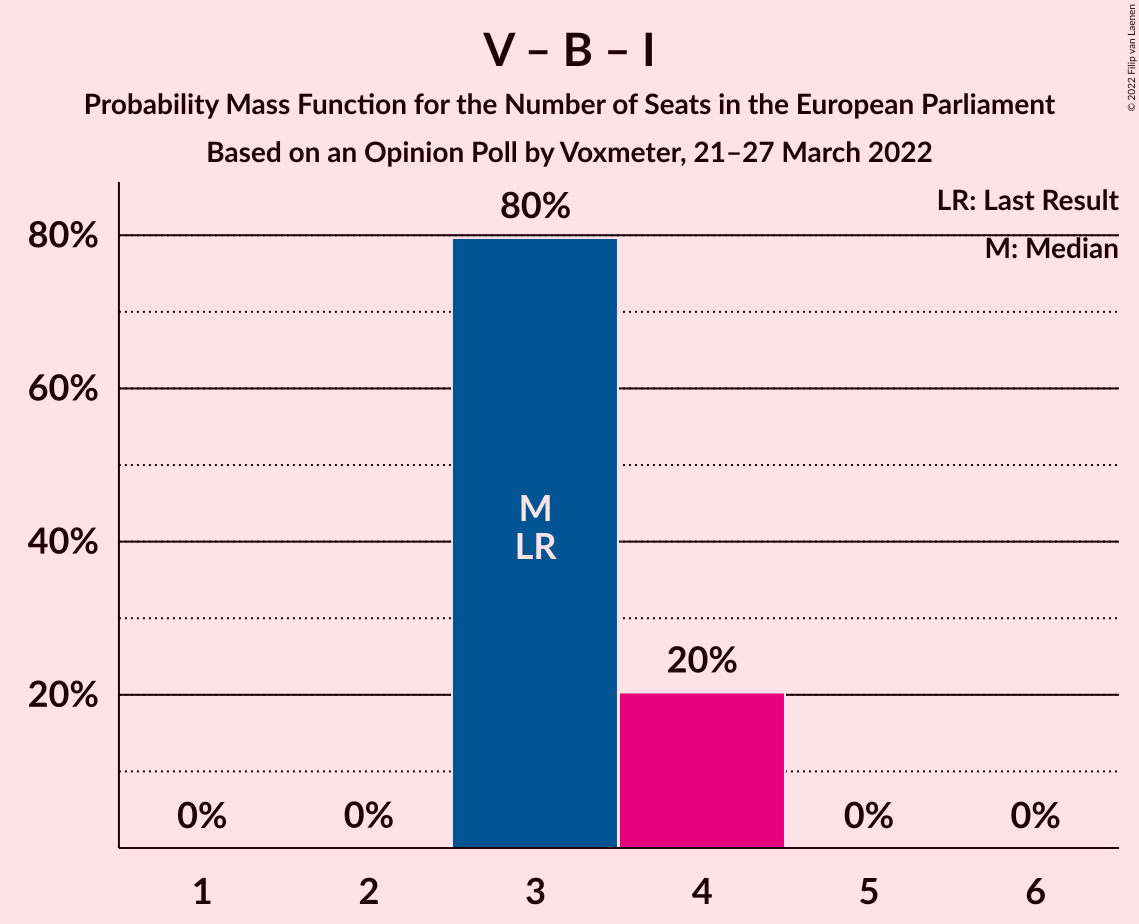 V – B – I
Probability Mass Function for the Number of Seats in the European Parliament
Based on an Opinion Poll by Voxmeter, 21–27 March 2022
© 2022 Filip van Laenen
LR: Last Result
M: Median
80%
80%
60%
40%
20%
M
LR
20%
0%
0%
0%
0%
1
2
3
4
5
6